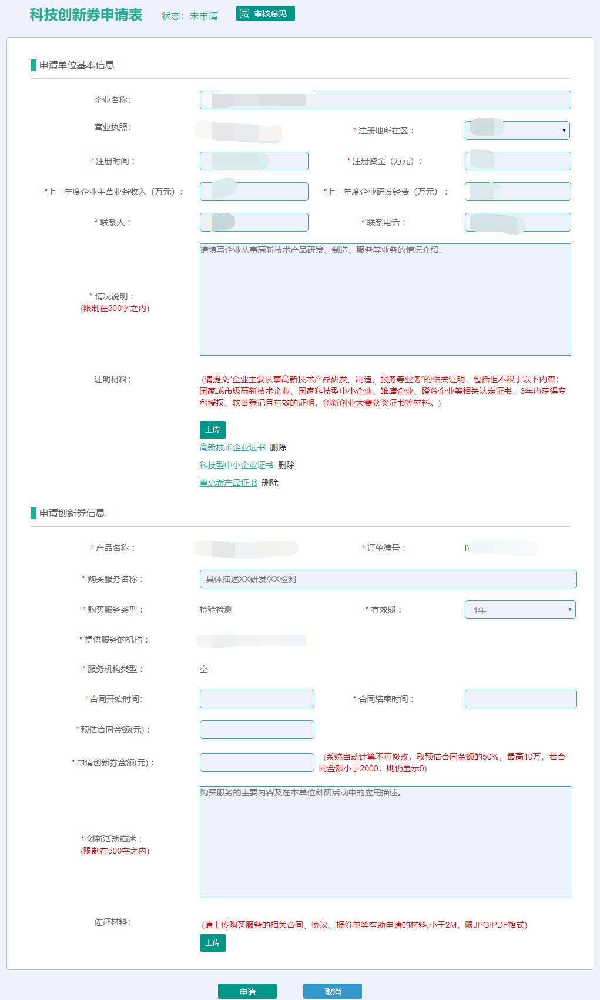 科技创新券申请表 状态：未申请 审核意见
申请单位基本信息
企业名称：
营业执照： * 注册地所在区：
* 注册时间： * 注册资金（万元）：
*上一年度企业主营业务收入（万元）： *上一年度企业研发经费（万元）：
* 联系人： * 联系电话：
请填写企业从事高新技术产品研发、制造、服务等业务的情况介绍。
* 情况说明：
(限制在500字之内)
证明材料：
(请提交“企业主要从事高新技术产品研发、制造、服务等业务”的相关证明，包括但不限于以下内容：
国家或市级高新技术企业、国家科技型中小企业、雏鹰企业、瞪羚企业等相关认定证书，3年内获得专
利授权、软著登记且有效的证明，创新创业大赛获奖证书等材料。)
上传
高新技术企业证书 删除
科技型中小企业证书 删除
重点新产品证书 删除
申请创新券信息
* 产品名称： * 订单编号：
* 购买服务名称： 具体描述XX研发/XX检测
* 购买服务类型： 检验检测 * 有效期： 1年
* 提供服务的机构：
* 服务机构类型： 空
* 合同开始时间： * 合同结束时间：
* 预估合同金额(元)：
* 申请创新券金额(元)： (系统自动计算不可修改，取预估合同金额的50%，最高10万，若合
同金额小于2000，则仍显示0)
购买服务的主要内容及在本单位科研活动中的应用描述。
* 创新活动描述：
(限制在500字之内)
佐证材料：
(请上传购买服务的相关合同、协议、报价单等有助申请的材料,小于2M，限JPG/PDF格式)
上传
申请 取消